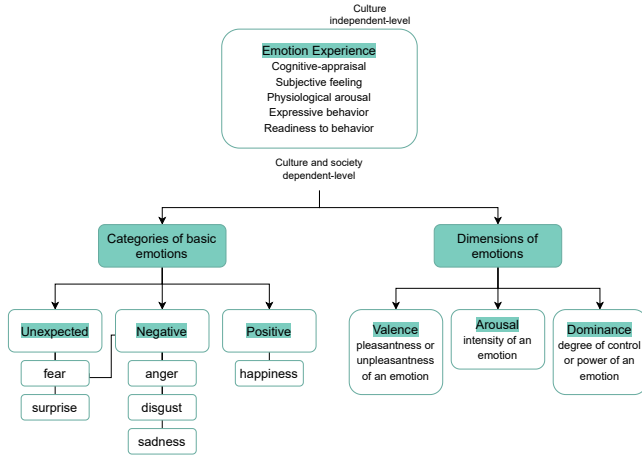 Culture
independent-level
Emotion Experience
Cognitive-appraisal
Subjective feeling
Physiological arousal
Expressive behavior
Readiness to behavior
Culture and society
dependent-level
Categories of basic
emotions
Dimensions of
emotions
Unexpected
Negative
Positive
fear
anger
happiness
surprise
disgust
sadness
Valence
pleasantness or
unpleasantness
of an emotion
Arousal
intensity of an
emotion
Dominance
degree of control
or power of an
emotion